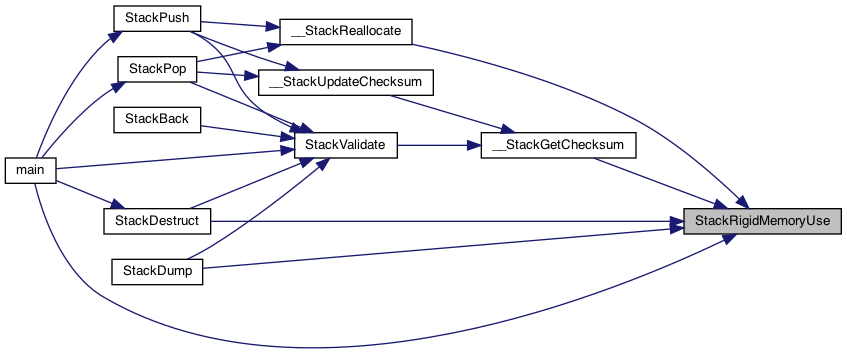 StackPush
__StackReallocate
StackPop
__StackUpdateChecksum
StackBack
StackValidate
__StackGetChecksum
main
StackDestruct
StackRigidMemoryUse
StackDump